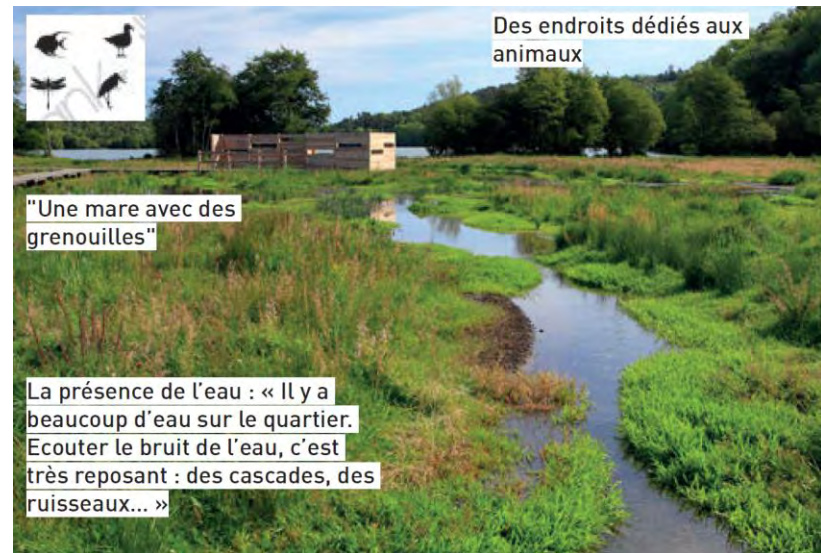 Des endroits dédiés aux
animaux
"Une mare avec des
grenouilles"
La présence de l'eau : « Il y a
beaucoup d'eau sur le quartier.
Ecouter le bruit de l'eau, c'est
très reposant : des cascades, des
ruisseaux... »